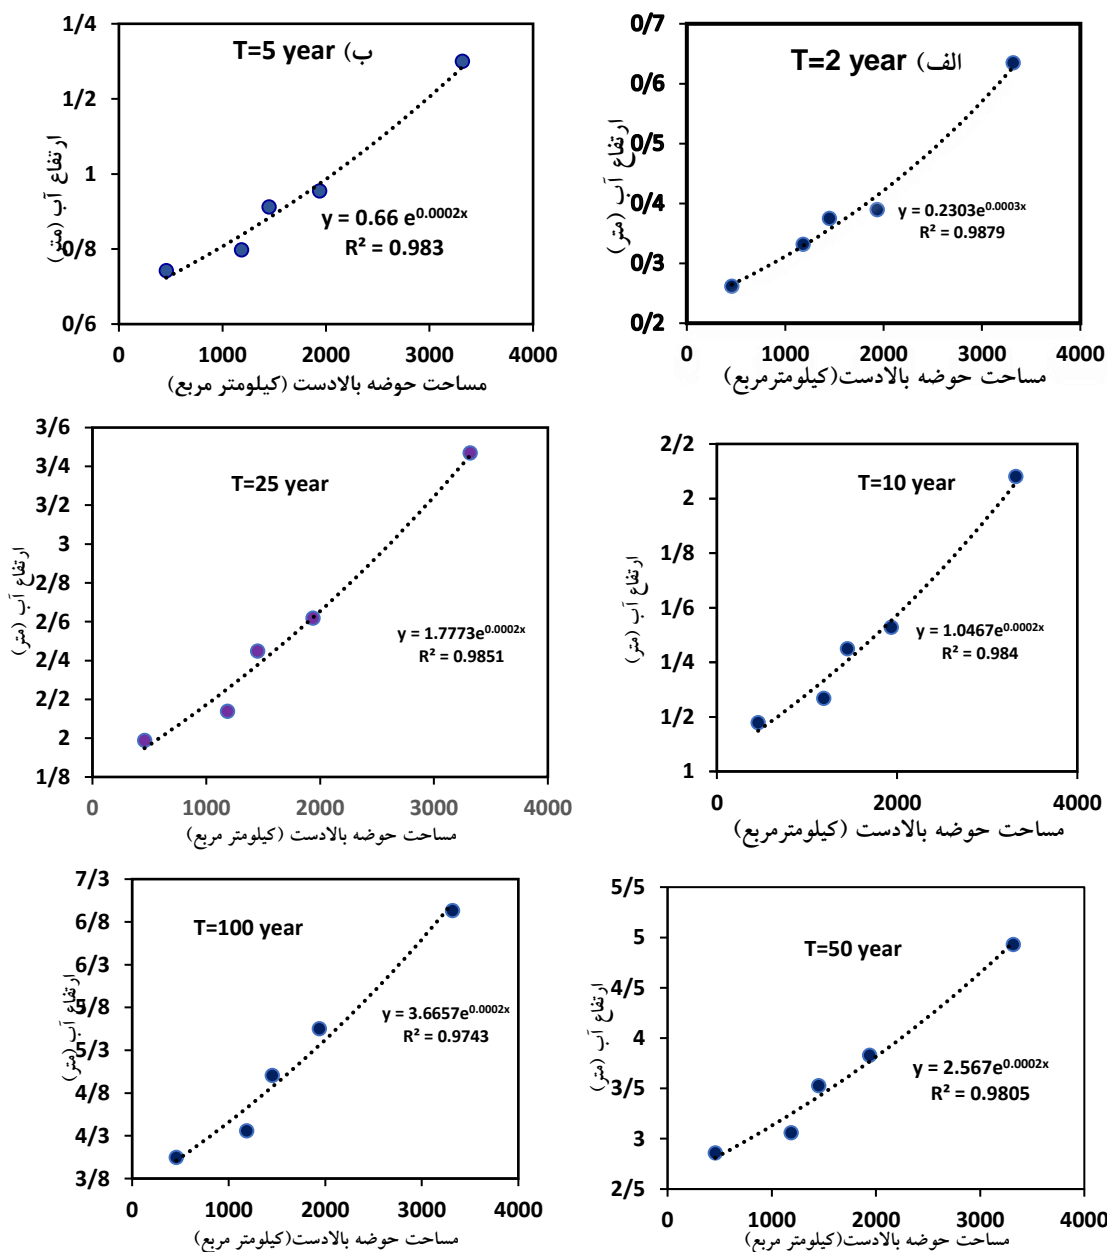 ب) T=5 year
1/4
1/2
1
0/8
0/6
ارتفاع آب (متر)
y = 0.66 e^0.0002x
R² = 0.983
0 1000 2000 3000 4000
مساحت حوضه بالادست (کیلومتر مربع)
الف) T=2 year
0/7
0/6
0/5
0/4
0/3
0/2
ارتفاع آب (متر)
y = 0.2303e^0.0003x
R² = 0.9879
0 1000 2000 3000 4000
مساحت حوضه بالادست (کیلومترمربع)
T=25 year
3/6
3/4
3/2
3
2/8
2/6
2/4
2/2
2
1/8
ارتفاع آب (متر)
y = 1.7773e^0.0002x
R² = 0.9851
0 1000 2000 3000 4000
مساحت حوضه بالادست (کیلومتر مربع)
T=10 year
2/2
2
1/8
1/6
1/4
1/2
1
ارتفاع آب (متر)
y = 1.0467e^0.0002x
R² = 0.984
0 1000 2000 3000 4000
مساحت حوضه بالادست (کیلومترمربع)
T=100 year
7/3
6/8
6/3
5/8
5/3
4/8
4/3
3/8
ارتفاع آب (متر)
y = 3.6657e^0.0002x
R² = 0.9743
0 1000 2000 3000 4000
مساحت حوضه بالادست(کیلومتر مربع)
T=50 year
5/5
5
4/5
4
3/5
3
2/5
ارتفاع آب (متر)
y = 2.567e^0.0002x
R² = 0.9805
0 1000 2000 3000 4000
مساحت حوضه بالادست(کیلومتر مربع)